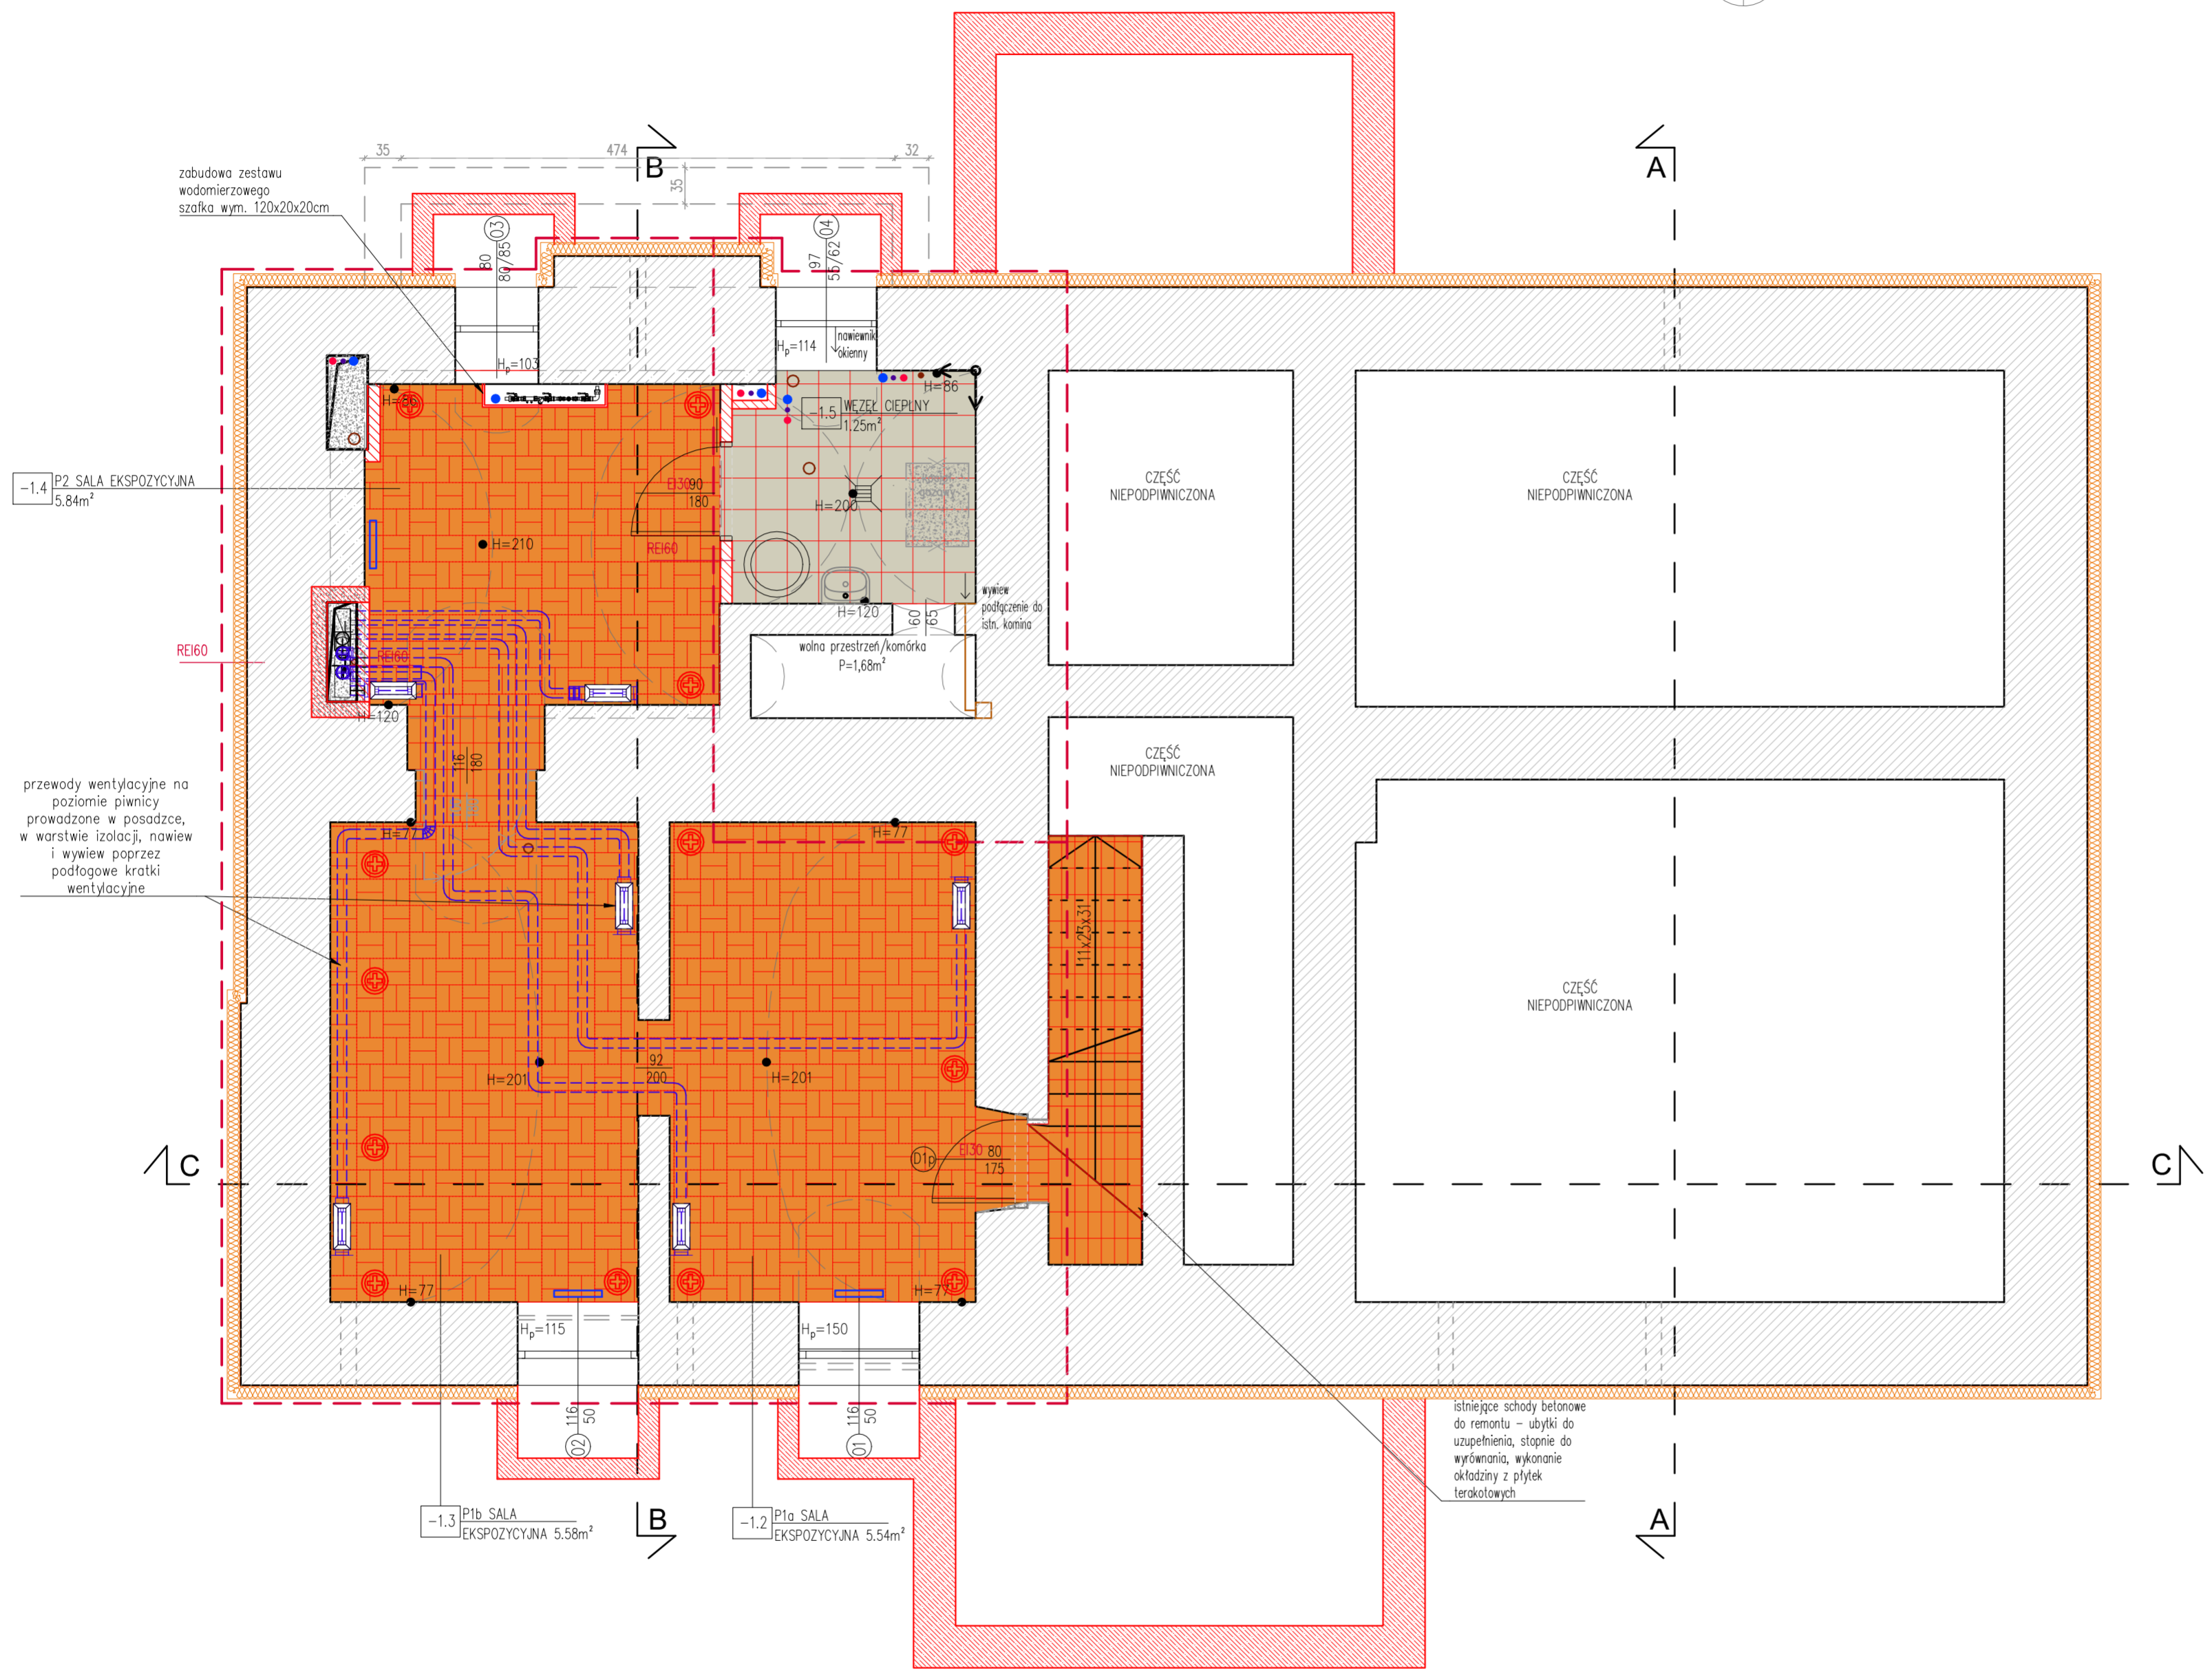 35
474
32
35
B
A
zabudowa zestawu
wodomierzowego
szafka wym. 120x20x20cm
03
80
80/85
04
97
55/62
nawiewnik
okienny
Hp=114
Hp=103
H=86
H=86
-1.5
WĘZEŁ CIEPLNY
1.25m²
CZĘŚĆ
NIEPODPIWNICZONA
CZĘŚĆ
NIEPODPIWNICZONA
-1.4
P2 SALA EKSPOZYCYJNA
5.84m²
EI30
90
180
H=200
H=210
REI60
wywiew
podłączenie do
istn. komina
H=120
60
65
wolna przestrzeń/komórka
P=1,68m²
REI60
REI60
H=120
116
180
CZĘŚĆ
NIEPODPIWNICZONA
przewody wentylacyjne na
poziomie piwnicy
prowadzone w posadzce,
w warstwie izolacji, nawiew
i wywiew poprzez
podłogowe kratki
wentylacyjne
H=77
H=77
11x23x31
CZĘŚĆ
NIEPODPIWNICZONA
H=201
92
200
H=201
C
D1p
EI30
80
175
C
H=77
H=77
Hp=115
Hp=150
116
50
02
116
50
01
istniejące schody betonowe
do remontu – ubytki do
uzupełnienia, stopnie do
wyrównania, wykonanie
okładziny z płytek
terakotowych
-1.3
P1b SALA
EKSPOZYCYJNA 5.58m²
B
-1.2
P1a SALA
EKSPOZYCYJNA 5.54m²
A